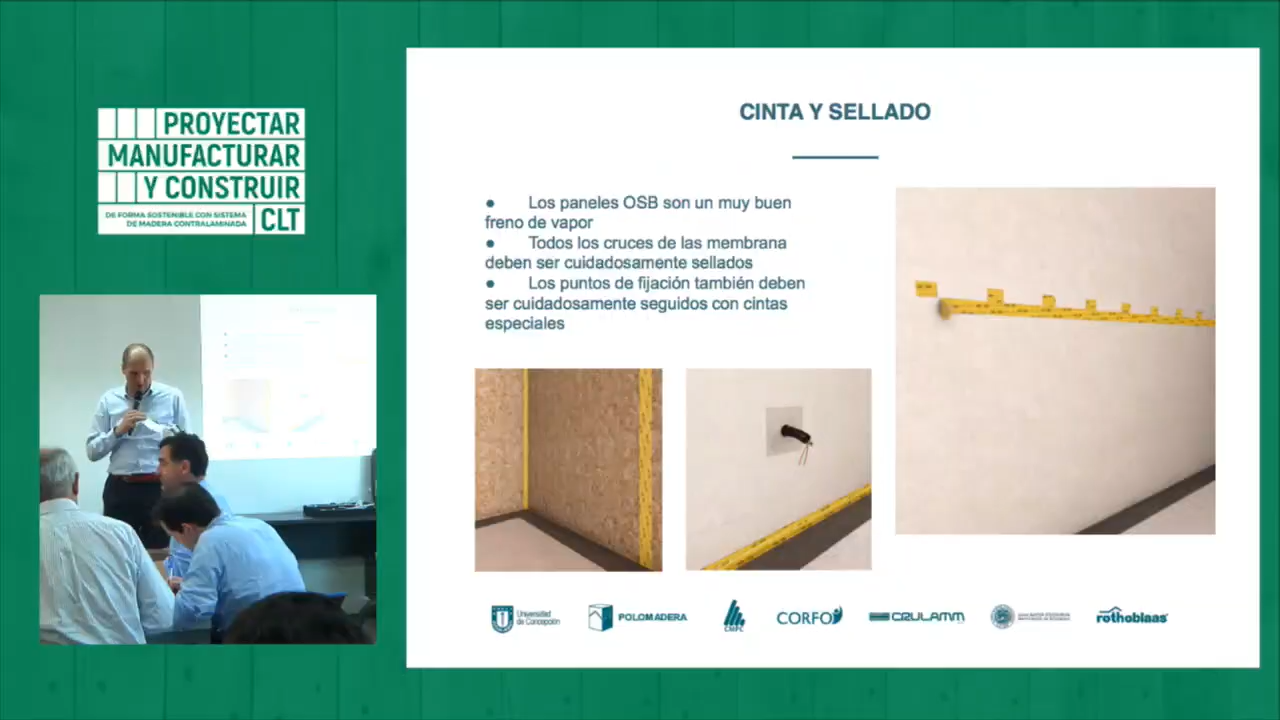 PROYECTAR
MANUFACTURAR
Y CONSTRUIR
DE FORMA SOSTENIBLE CON SISTEMA
DE MADERA CONTRALAMINADA
CLT
CINTA Y SELLADO
● Los paneles OSB son un muy buen
freno de vapor
● Todos los cruces de las membrana
deben ser cuidadosamente sellados
● Los puntos de fijación también deben
ser cuidadosamente seguidos con cintas
especiales
Universidad
de Concepción
POLOMADERA
CMPC
CORFO
CRULAMM
rothoblaas